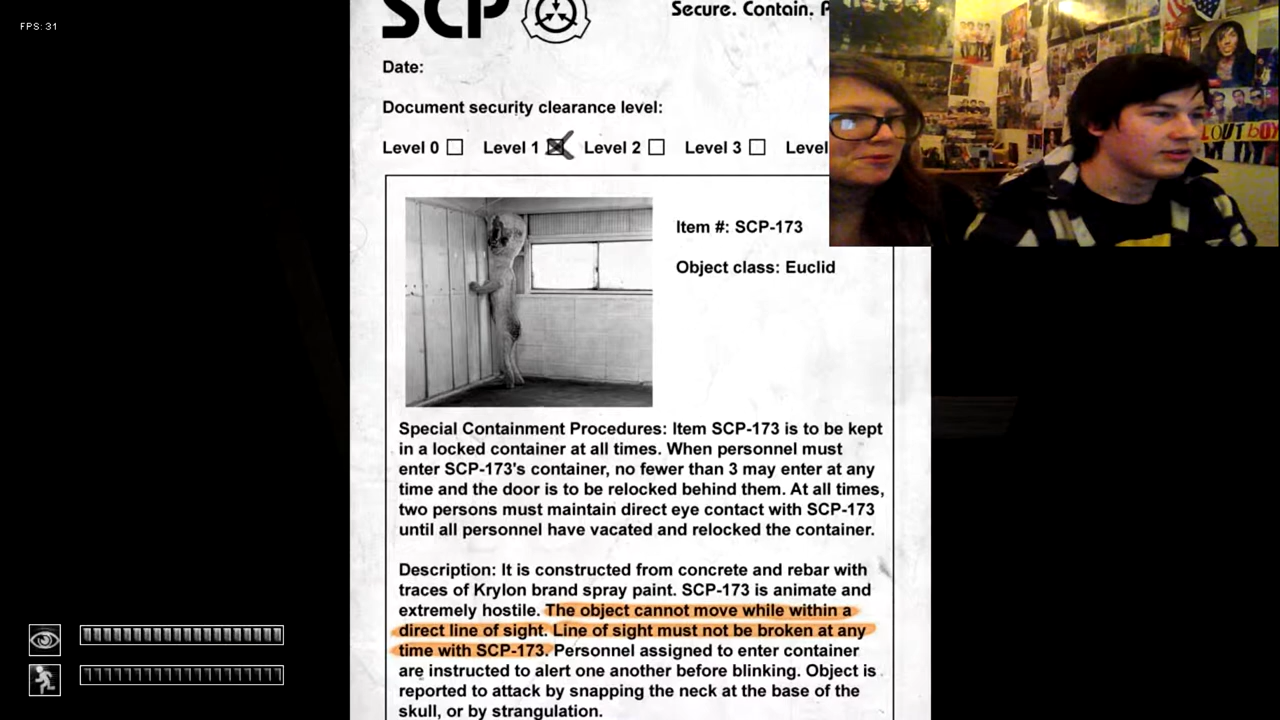 FPS: 31
SCP
Secure. Contain. P
Date:
Document security clearance level:
Level 0 Level 1 Level 2 Level 3 Level
Item #: SCP-173
Object class: Euclid
Special Containment Procedures: Item SCP-173 is to be kept
in a locked container at all times. When personnel must
enter SCP-173's container, no fewer than 3 may enter at any
time and the door is to be relocked behind them. At all times,
two persons must maintain direct eye contact with SCP-173
until all personnel have vacated and relocked the container.
Description: It is constructed from concrete and rebar with
traces of Krylon brand spray paint. SCP-173 is animate and
extremely hostile. The object cannot move while within a
direct line of sight. Line of sight must not be broken at any
time with SCP-173. Personnel assigned to enter container
are instructed to alert one another before blinking. Object is
reported to attack by snapping the neck at the base of the
skull, or by strangulation.
LOUT BOY